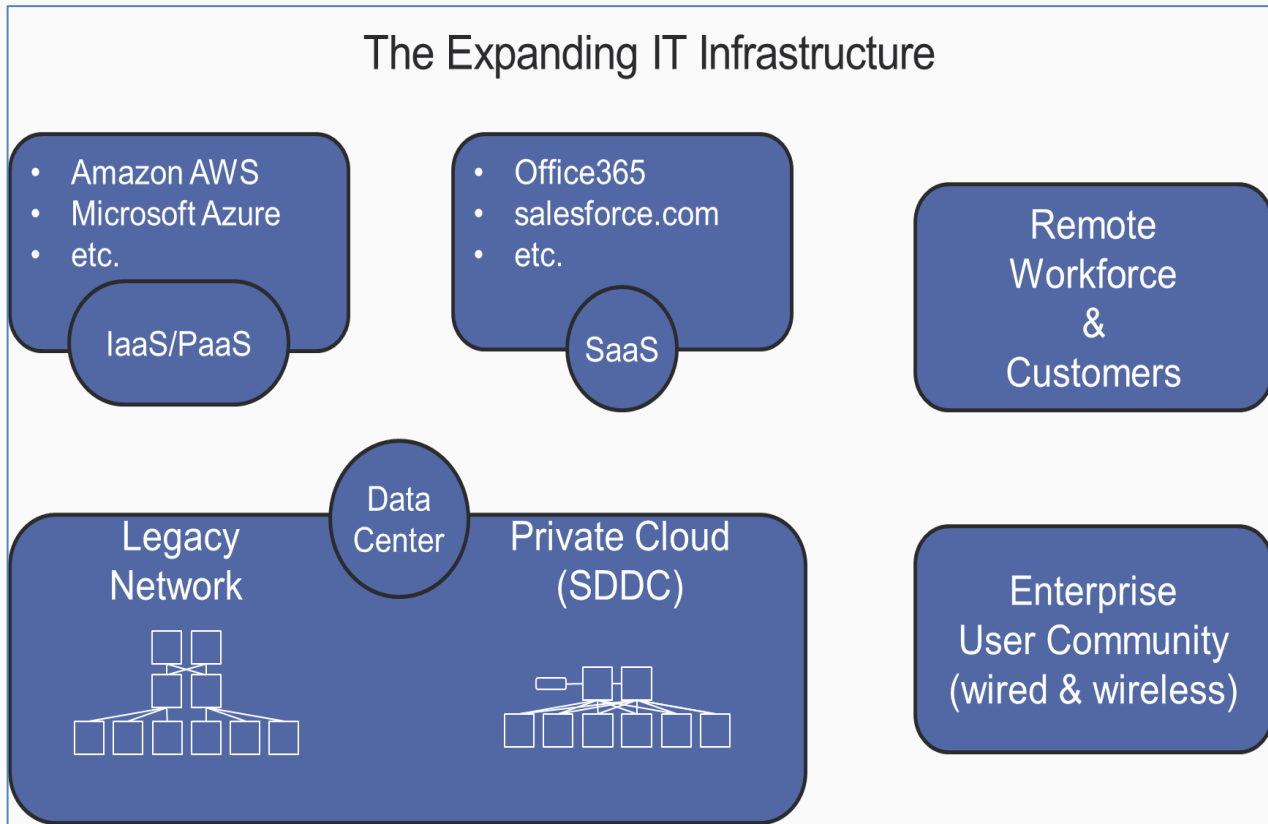 The Expanding IT Infrastructure
• Amazon AWS
• Microsoft Azure
• etc.
IaaS/PaaS
• Office365
• salesforce.com
• etc.
SaaS
Remote
Workforce
&
Customers
Data
Center
Legacy
Network
Private Cloud
(SDDC)
Enterprise
User Community
(wired & wireless)